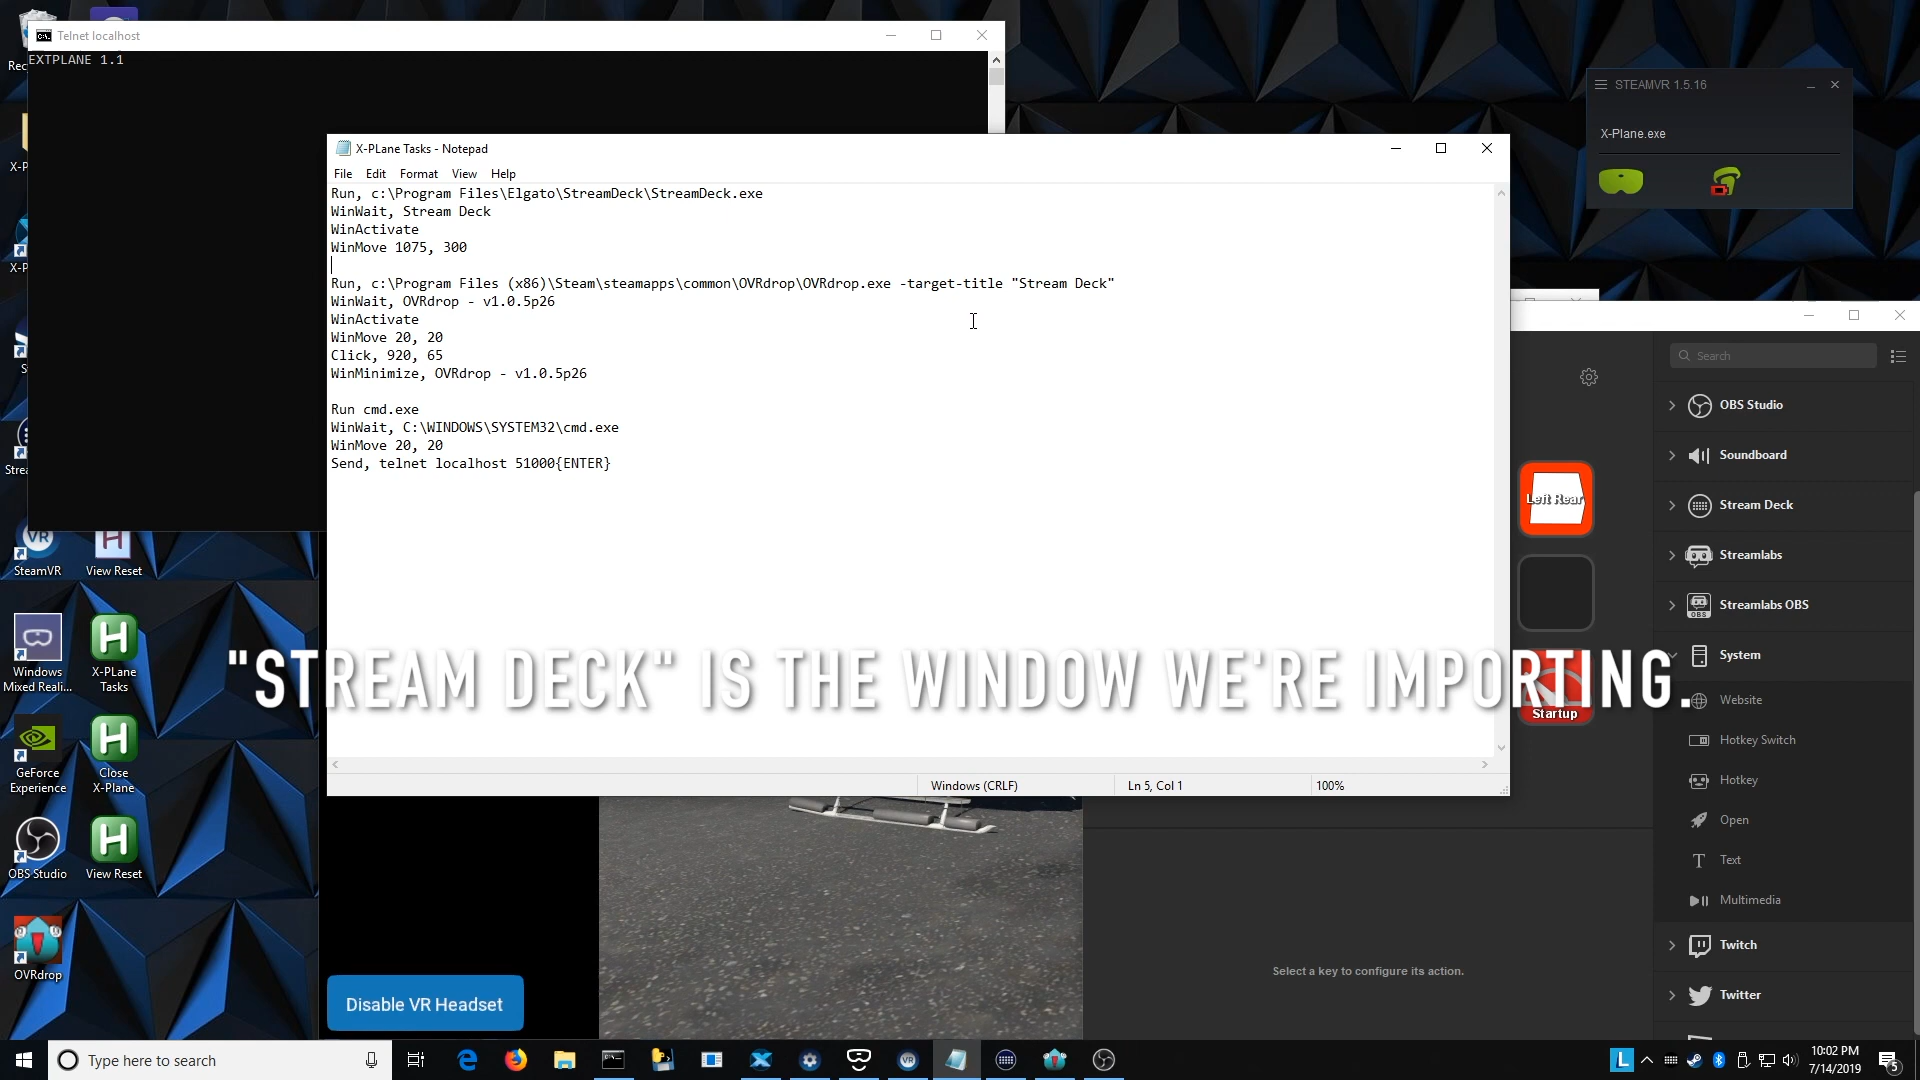 Telnet localhost
EXTPLANE 1.1
STEAMVR 1.5.16
X-Plane.exe
X-PLane Tasks - Notepad
File Edit Format View Help
Run, c:\Program Files\Elgato\StreamDeck\StreamDeck.exe
WinWait, Stream Deck
WinActivate
WinMove 1075, 300
Run, c:\Program Files (x86)\Steam\steamapps\common\OVRdrop\OVRdrop.exe -target-title "Stream Deck"
WinWait, OVRdrop - v1.0.5p26
WinActivate
WinMove 20, 20
Click, 920, 65
WinMinimize, OVRdrop - v1.0.5p26
Run cmd.exe
WinWait, C:\WINDOWS\SYSTEM32\cmd.exe
WinMove 20, 20
Send, telnet localhost 51000{ENTER}
Windows (CRLF)
Ln 5, Col 1
100%
"STREAM DECK" IS THE WINDOW WE'RE IMPORTING.
Search
OBS Studio
Soundboard
Stream Deck
Streamlabs
Streamlabs OBS
System
Website
Hotkey Switch
Hotkey
Open
Text
Multimedia
Twitch
Twitter
Left Rear
Startup
Select a key to configure its action.
SteamVR
View Reset
Windows
Mixed Reali...
X-PLane
Tasks
GeForce
Experience
Close
X-Plane
OBS Studio
View Reset
OVRdrop
Disable VR Headset
Type here to search
10:02 PM
7/14/2019